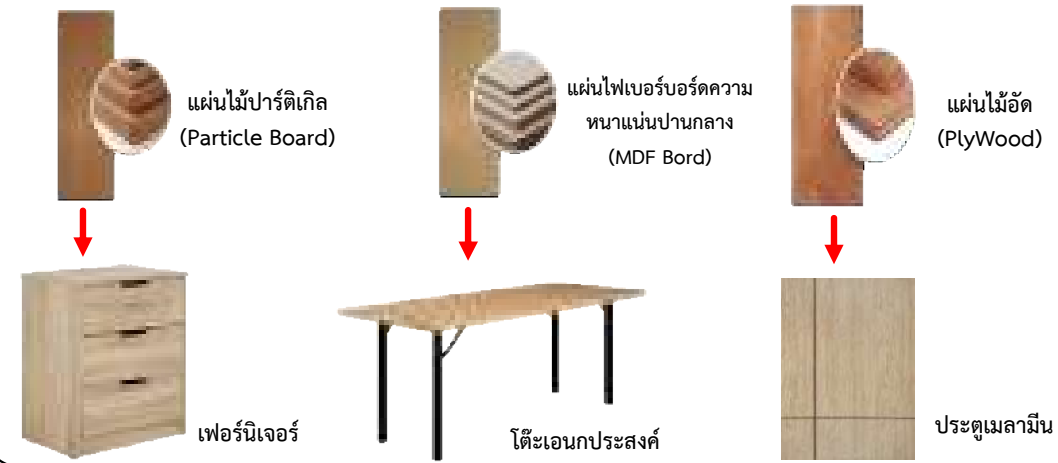 แผ่นไม้ปาร์ติเกิล
(Particle Board)
แผ่นไฟเบอร์บอร์ดความ
หนาแน่นปานกลาง
(MDF Bord)
แผ่นไม้อัด
(PlyWood)
เฟอร์นิเจอร์
โต๊ะเอนกประสงค์
ประตูเมลามีน